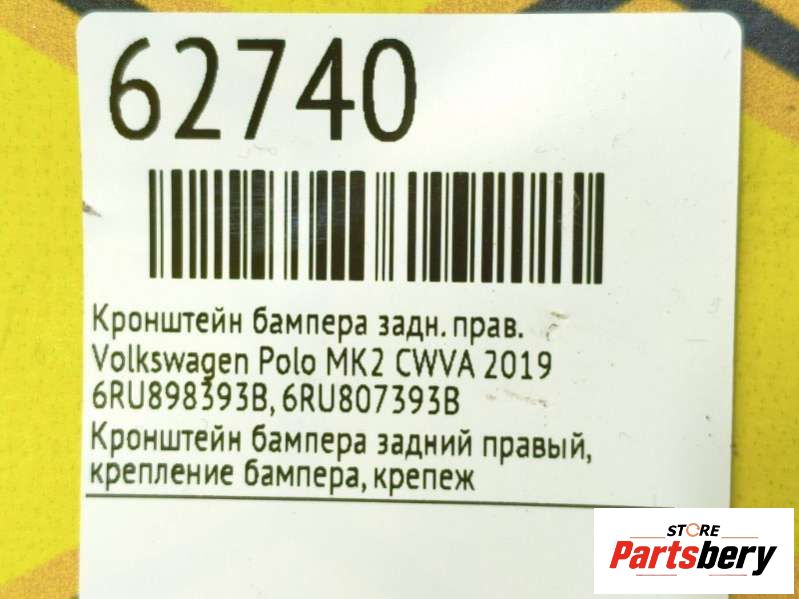 62740
Кронштейн бампера задн. прав.
Volkswagen Polo MK2 CWVA 2019
6RU898393B, 6RU807393B
Кронштейн бампера задний правый,
крепление бампера, крепеж
STORE
Partsbery